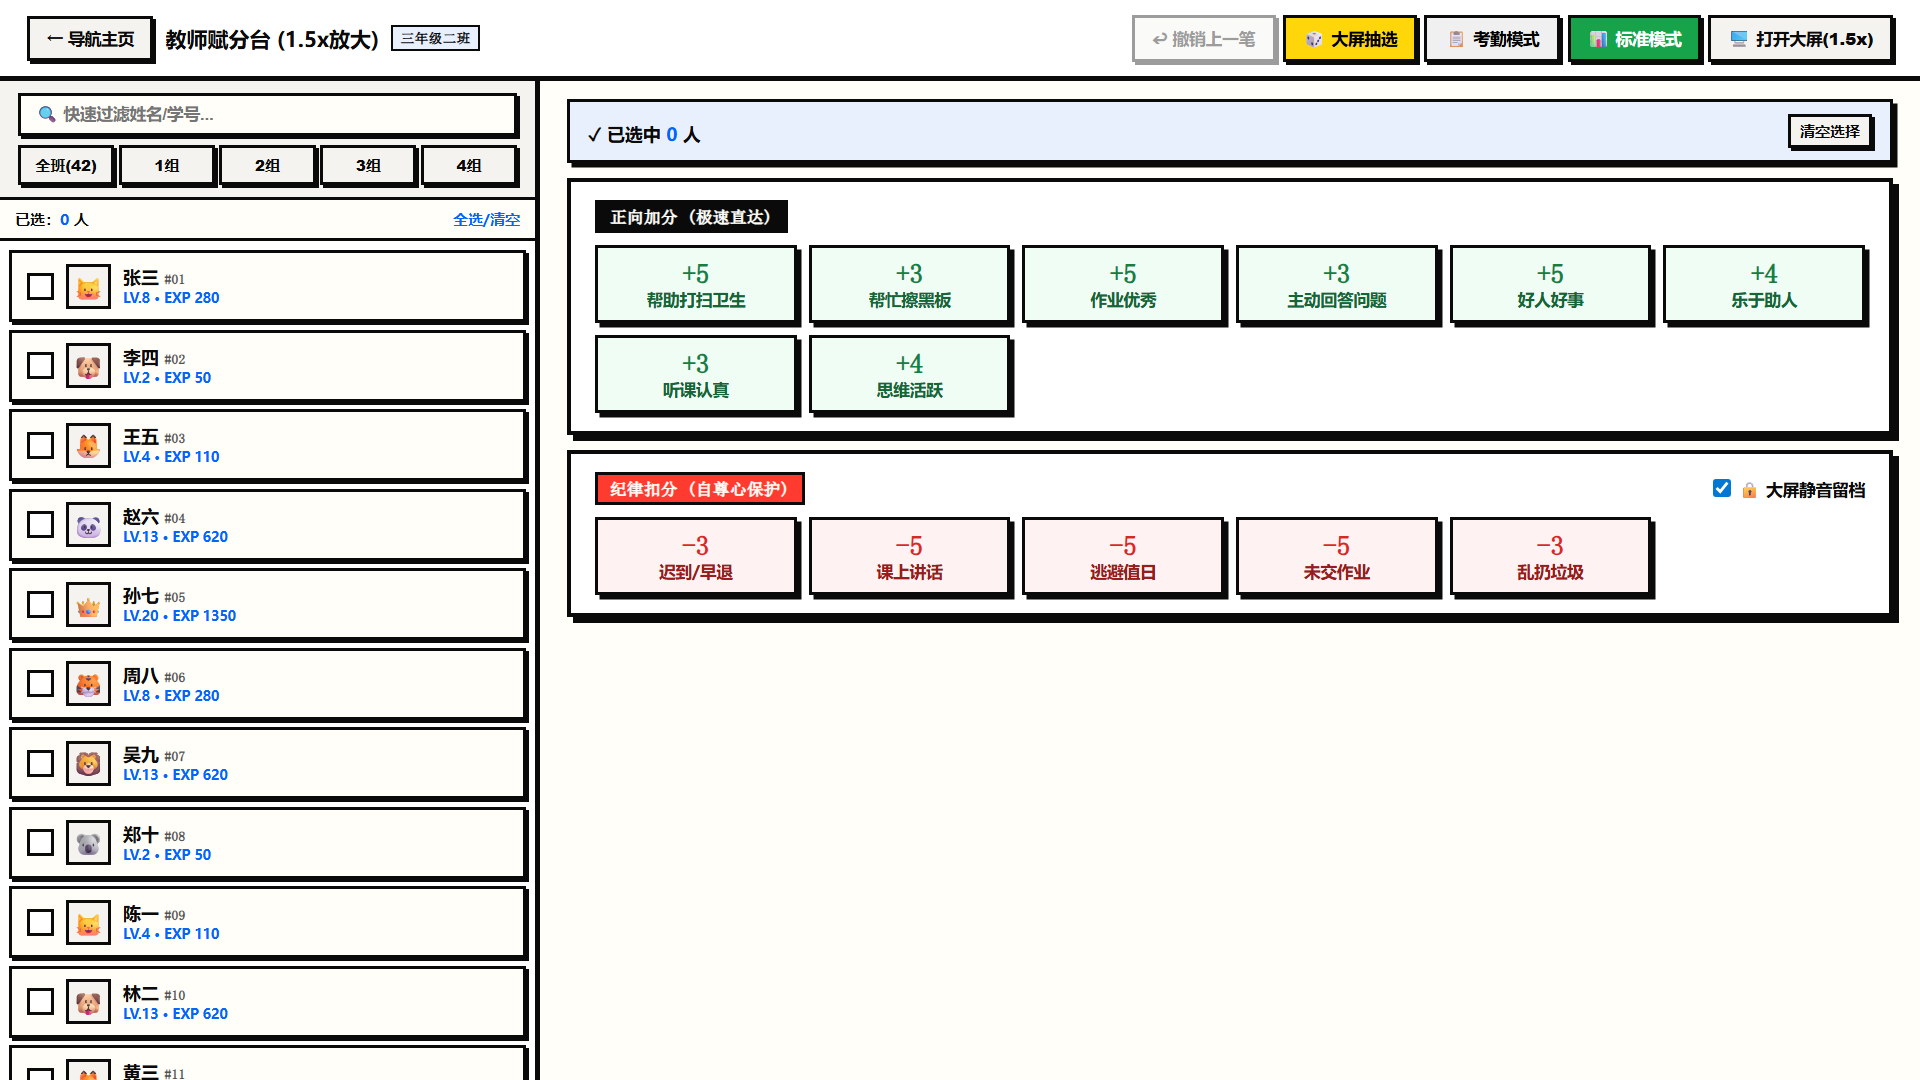 ← 导航主页
教师赋分台 (1.5x放大)
三年级二班
↩ 撤销上一笔
大屏抽选
考勤模式
标准模式
打开大屏(1.5x)
快速过滤姓名/学号...
全班(42)
1组
2组
3组
4组
已选: 0 人
全选/清空
张三 #01
LV.8 • EXP 280
李四 #02
LV.2 • EXP 50
王五 #03
LV.4 • EXP 110
赵六 #04
LV.13 • EXP 620
孙七 #05
LV.20 • EXP 1350
周八 #06
LV.8 • EXP 280
吴九 #07
LV.13 • EXP 620
郑十 #08
LV.2 • EXP 50
陈一 #09
LV.4 • EXP 110
林二 #10
LV.13 • EXP 620
黄三 #11
✓ 已选中 0 人
清空选择
正向加分（极速直达）
+5
帮助打扫卫生
+3
帮忙擦黑板
+5
作业优秀
+3
主动回答问题
+5
好人好事
+4
乐于助人
+3
听课认真
+4
思维活跃
纪律扣分（自尊心保护）
大屏静音留档
−3
迟到/早退
−5
课上讲话
−5
逃避值日
−5
未交作业
−3
乱扔垃圾